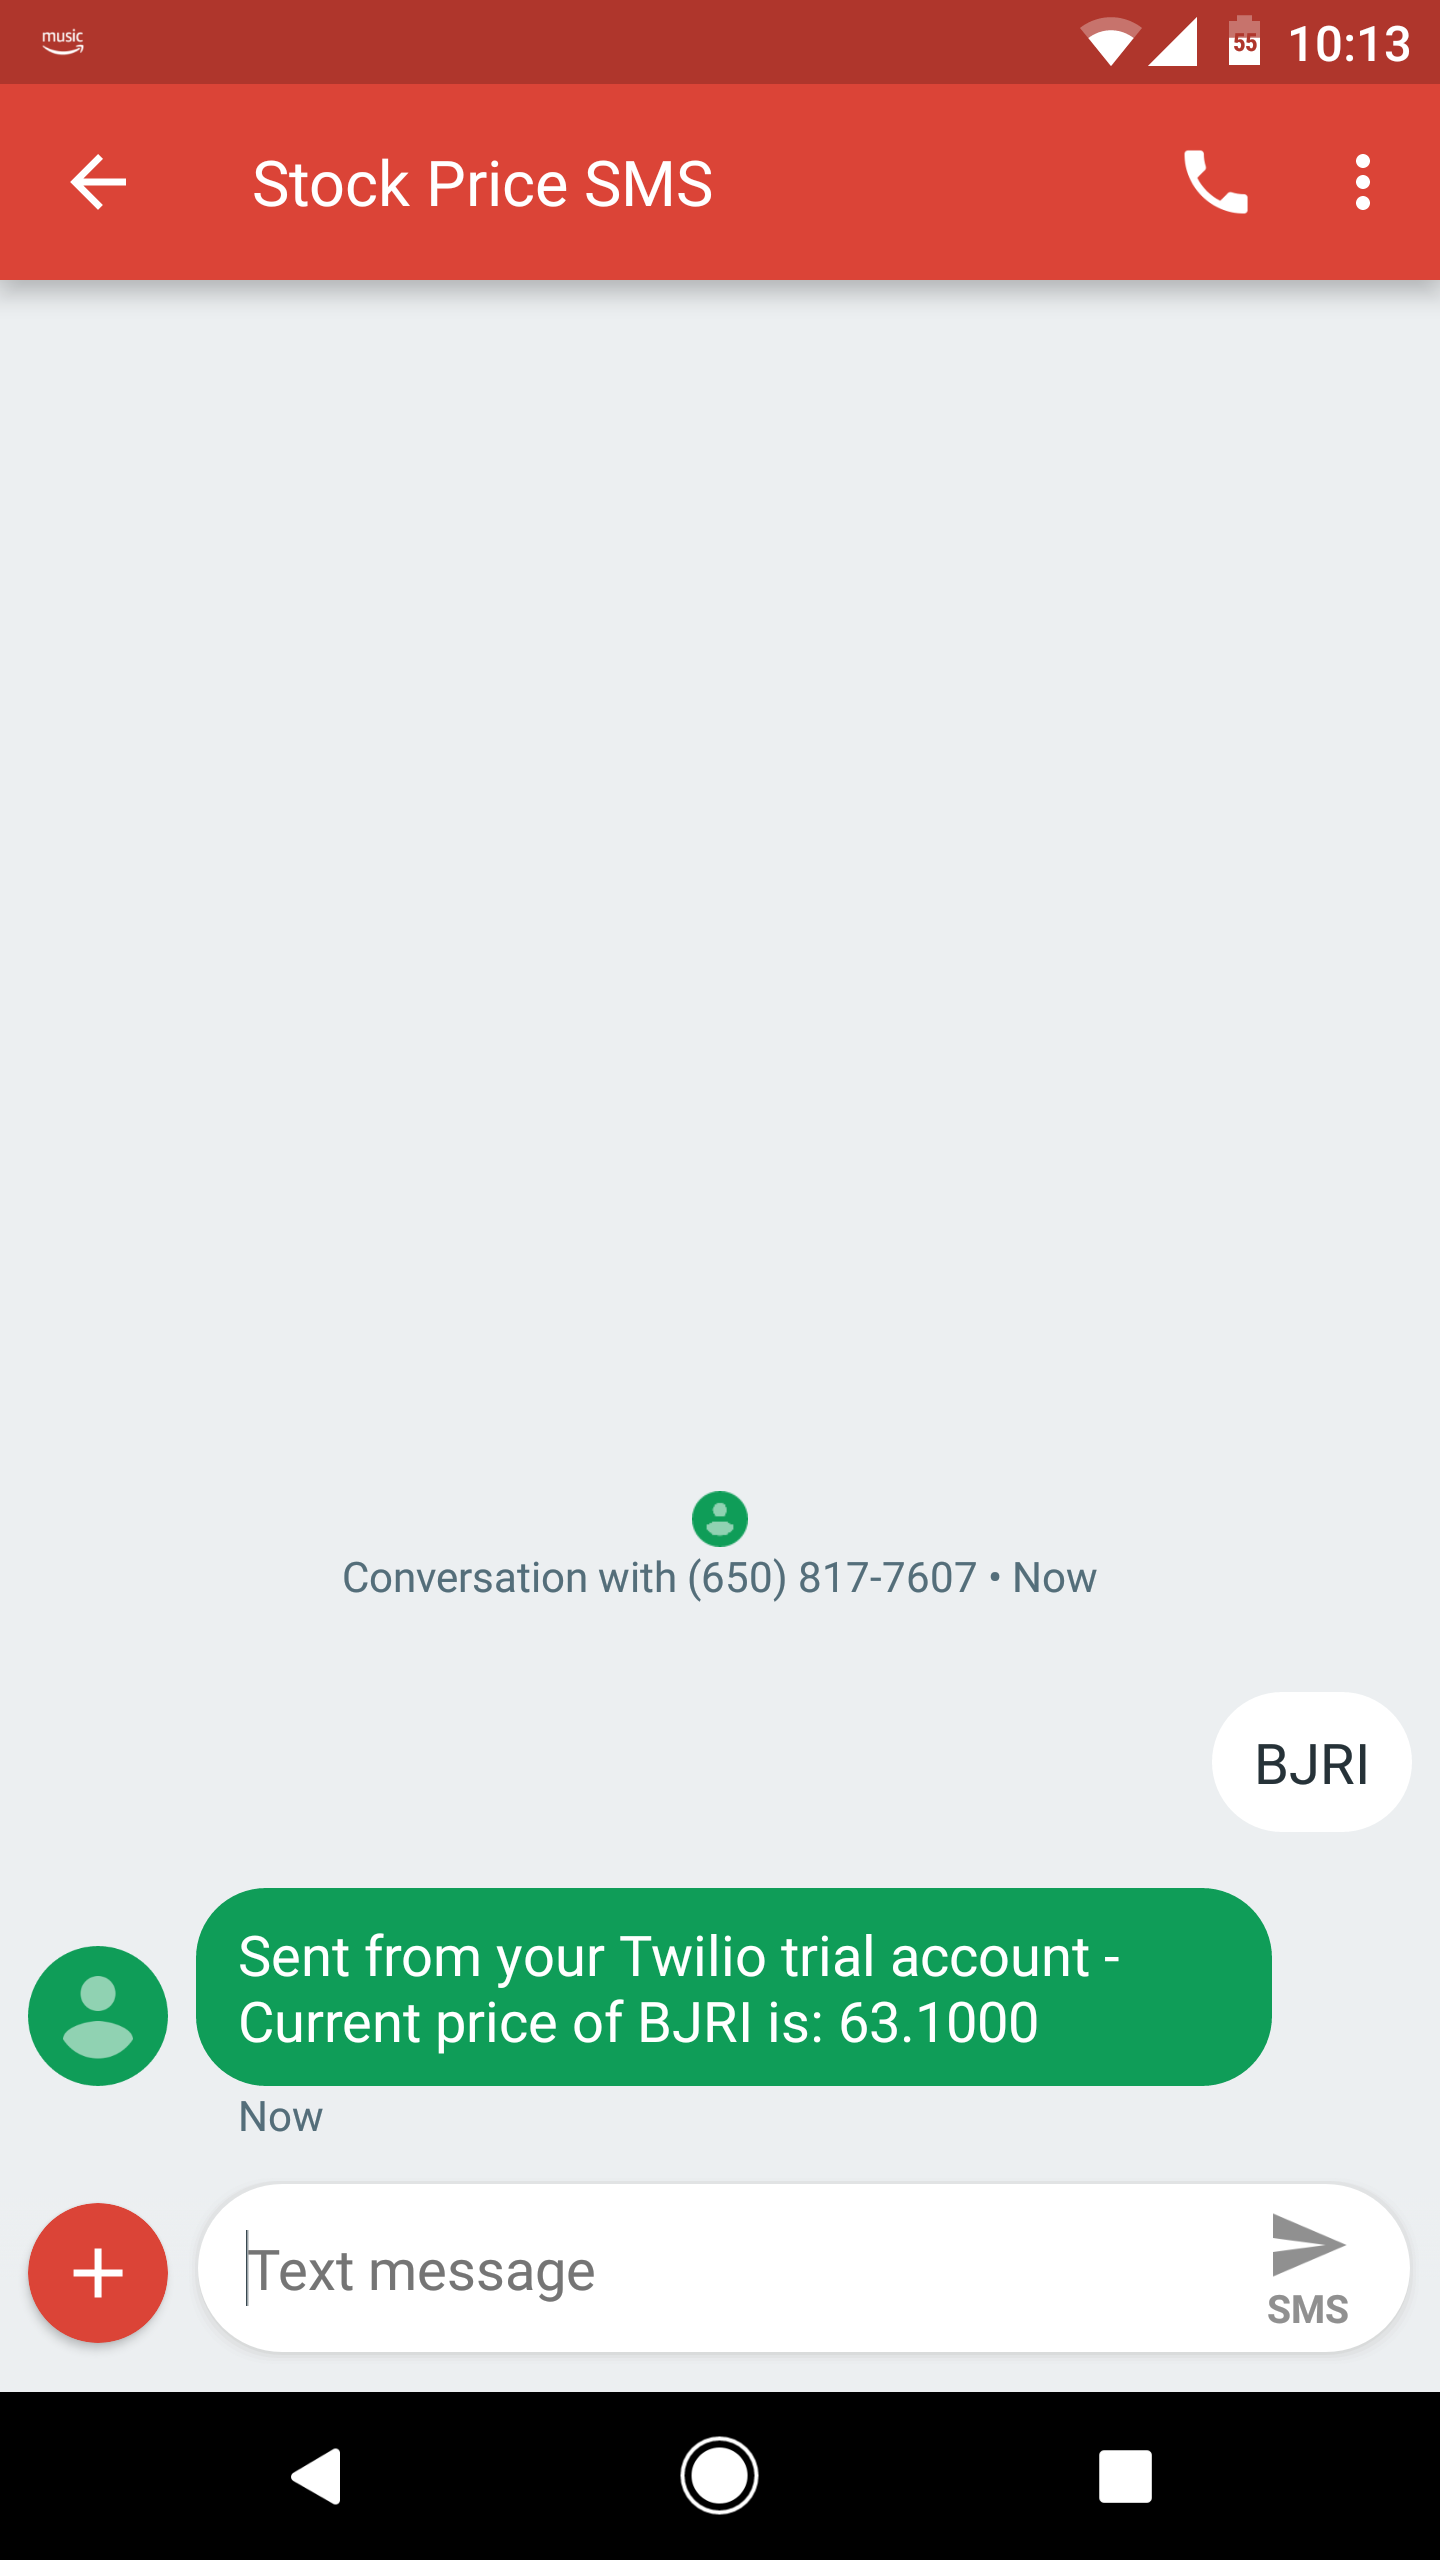 music
55
10:13
Stock Price SMS
Conversation with (650) 817-7607 • Now
BJRI
Sent from your Twilio trial account -
Current price of BJRI is: 63.1000
Now
Text message
SMS